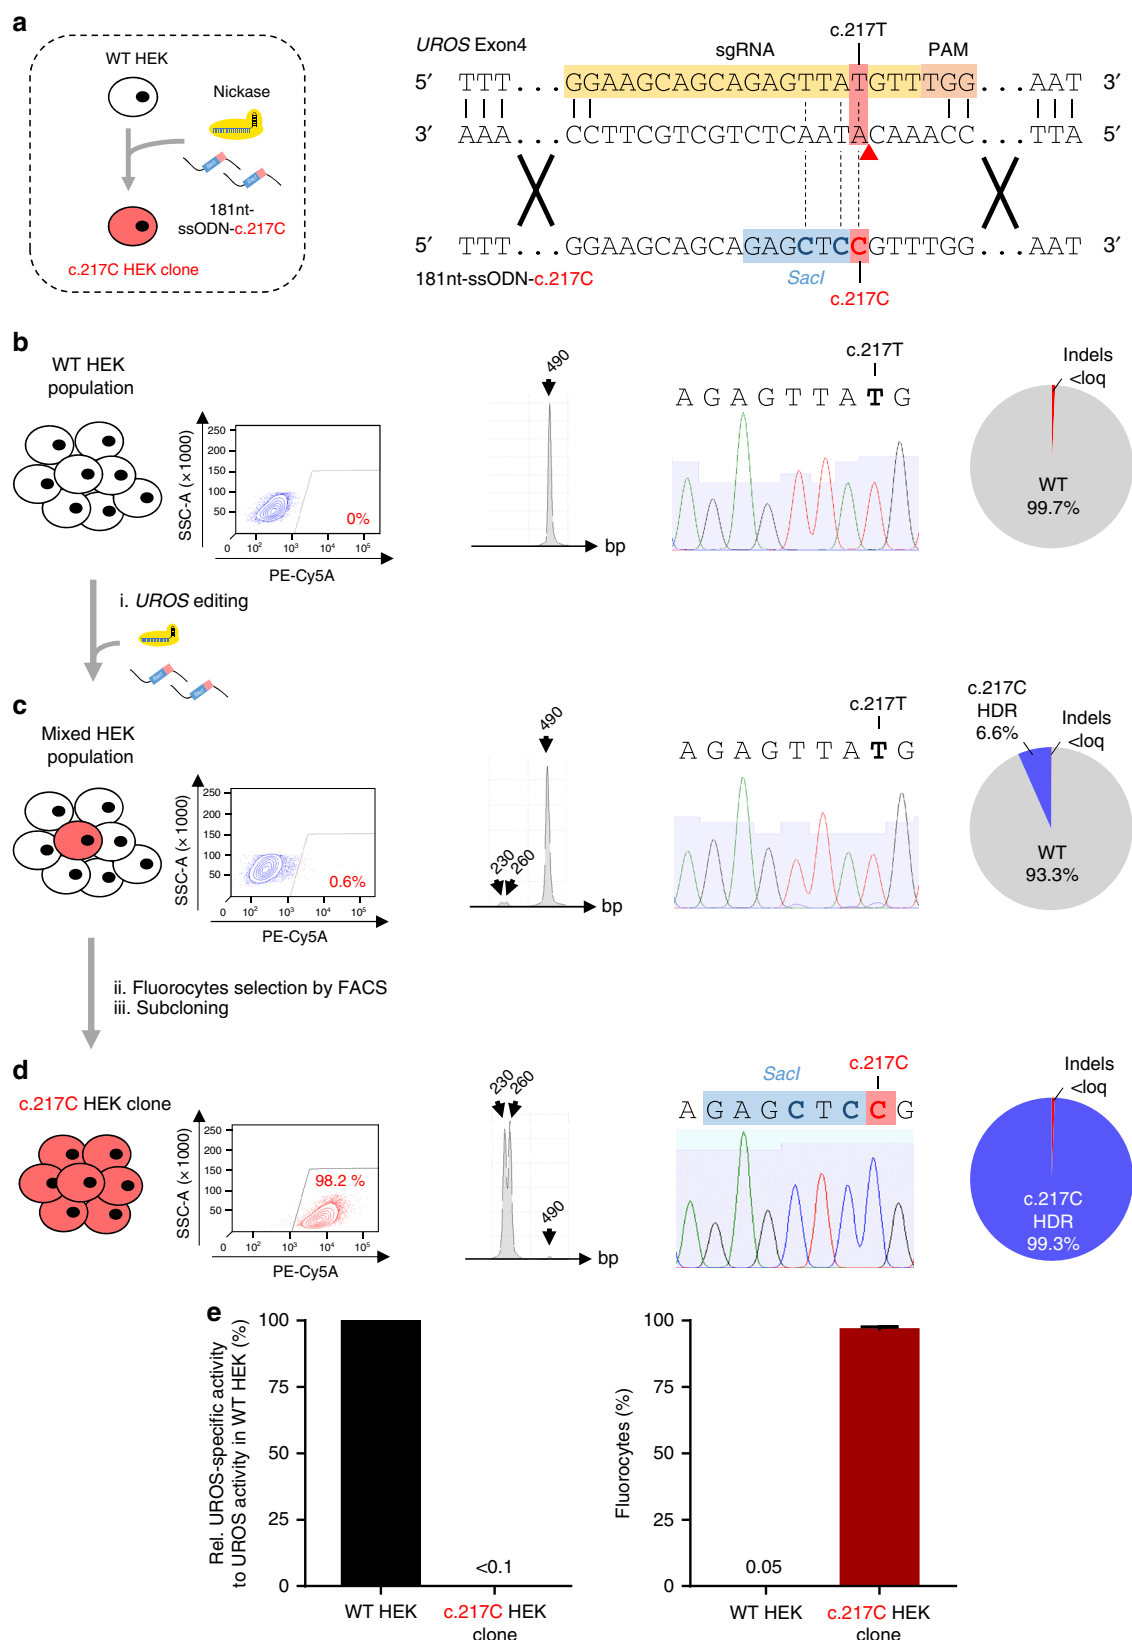 a
WT HEK
Nickase
SacI
SacI
181nt-
ssODN-c.217C
c.217C HEK clone
c.217T
UROS Exon4
sgRNA
PAM
5′ TTT...GGAAGCAGCAGAGTTATGTTTGG...AAT 3′
3′ AAA...CCTTCGTCGTCTCAATACAAACC...TTA 5′
5′ TTT...GGAAGCAGCAGAGCTCCGTTTGG...AAT 3′
181nt-ssODN-c.217C
SacI
c.217C
b
WT HEK
population
SSC-A (×1000)
250
200
150
100
50
0 10² 10³ 10⁴ 10⁵
0%
PE-Cy5A
490
bp
c.217T
AGAGTTATG
Indels
<loq
WT
99.7%
i. UROS editing
SacI
SacI
c
Mixed HEK
population
SSC-A (×1000)
250
200
150
100
50
0 10² 10³ 10⁴ 10⁵
0.6%
PE-Cy5A
230
260
490
bp
c.217T
AGAGTTATG
c.217C
HDR
6.6%
Indels
<loq
WT
93.3%
ii. Fluorocytes selection by FACS
iii. Subcloning
d
c.217C HEK clone
SSC-A (×1000)
250
200
150
100
50
0 10² 10³ 10⁴ 10⁵
98.2 %
PE-Cy5A
230
260
490
bp
SacI
c.217C
AGAGCTCCG
Indels
<loq
c.217C
HDR
99.3%
e
Rel. UROS-specific activity
to UROS activity in WT HEK (%)
100
75
50
25
0
<0.1
WT HEK
c.217C HEK
clone
Fluorocytes (%)
100
75
50
25
0
0.05
WT HEK
c.217C HEK
clone